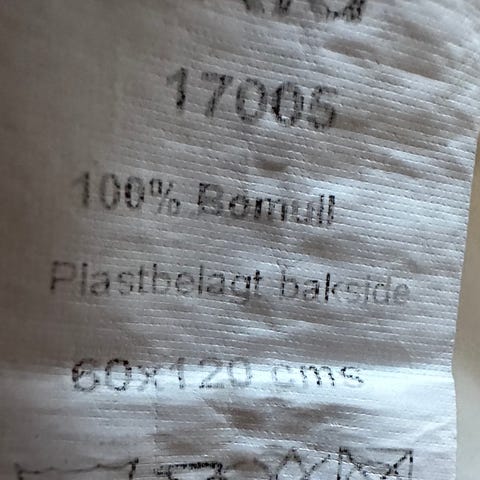 17005
100% Bomull
Plastbelagt bakside
60x120 cms